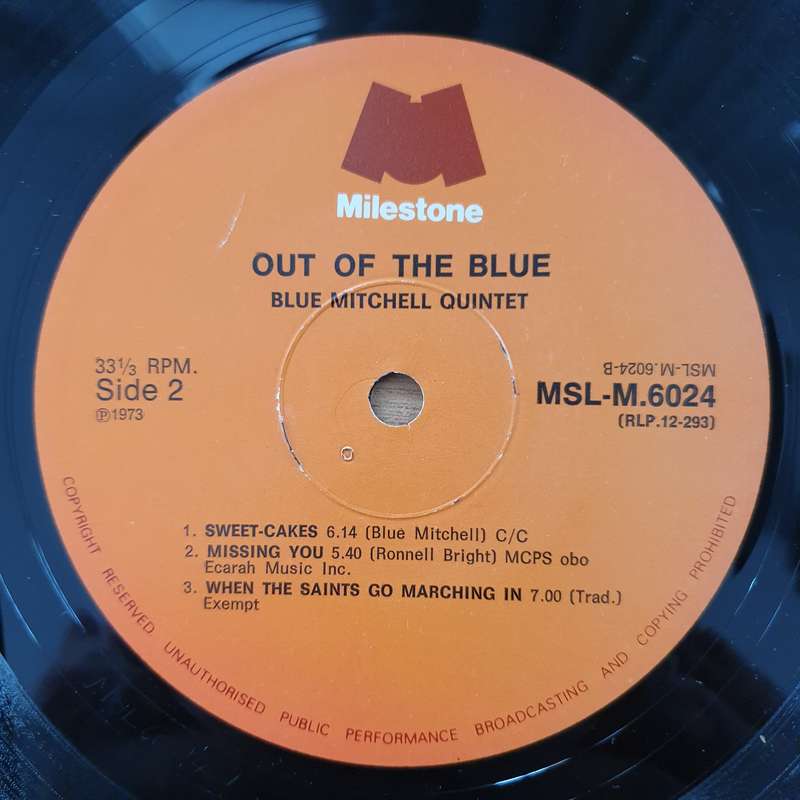 Milestone
OUT OF THE BLUE
BLUE MITCHELL QUINTET
33⅓ RPM.
Side 2
Ⓟ1973
MSL-M.6024-B
MSL-M.6024
(RLP.12-293)
1. SWEET-CAKES 6.14 (Blue Mitchell) C/C
2. MISSING YOU 5.40 (Ronnell Bright) MCPS obo
Ecarah Music Inc.
3. WHEN THE SAINTS GO MARCHING IN 7.00 (Trad.)
Exempt
COPYRIGHT RESERVED UNAUTHORISED PUBLIC PERFORMANCE BROADCASTING AND COPYING PROHIBITED